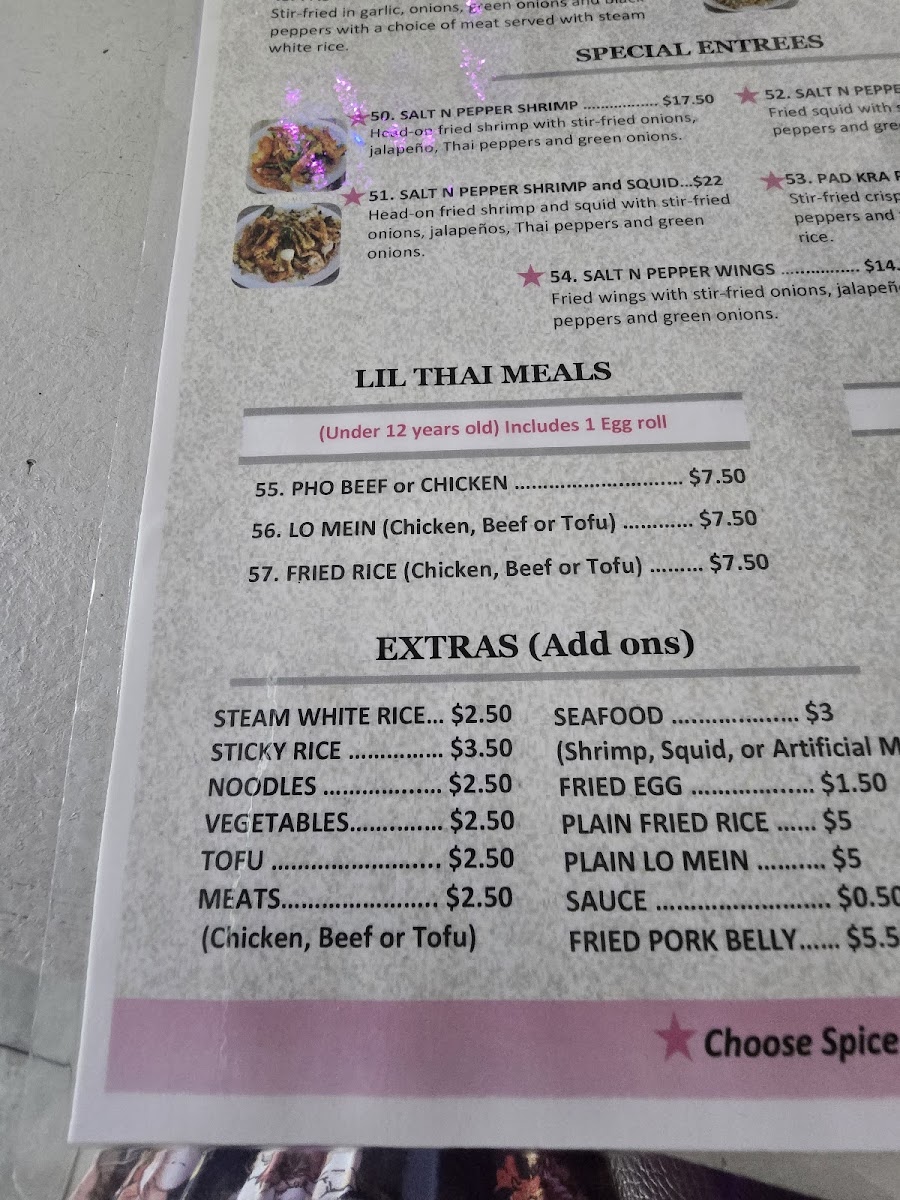 Stir-fried in garlic, onions, green onions and black
peppers with a choice of meat served with steam
white rice.
SPECIAL ENTREES
50. SALT N PEPPER SHRIMP ................. $17.50
Head-on fried shrimp with stir-fried onions,
jalapeño, Thai peppers and green onions.
51. SALT N PEPPER SHRIMP and SQUID...$22
Head-on fried shrimp and squid with stir-fried
onions, jalapeños, Thai peppers and green
onions.
52. SALT N PEPPE
Fried squid with s
peppers and gre
53. PAD KRA P
Stir-fried crisp
peppers and
rice.
54. SALT N PEPPER WINGS ................ $14.
Fried wings with stir-fried onions, jalapeñ
peppers and green onions.
LIL THAI MEALS
(Under 12 years old) Includes 1 Egg roll
55. PHO BEEF or CHICKEN ............................. $7.50
56. LO MEIN (Chicken, Beef or Tofu) ............ $7.50
57. FRIED RICE (Chicken, Beef or Tofu) ......... $7.50
EXTRAS (Add ons)
STEAM WHITE RICE... $2.50
STICKY RICE ............... $3.50
NOODLES .................. $2.50
VEGETABLES.............. $2.50
TOFU ......................... $2.50
MEATS....................... $2.50
(Chicken, Beef or Tofu)
SEAFOOD ................... $3
(Shrimp, Squid, or Artificial M
FRIED EGG .................. $1.50
PLAIN FRIED RICE ...... $5
PLAIN LO MEIN .......... $5
SAUCE .......................... $0.50
FRIED PORK BELLY...... $5.5
Choose Spice